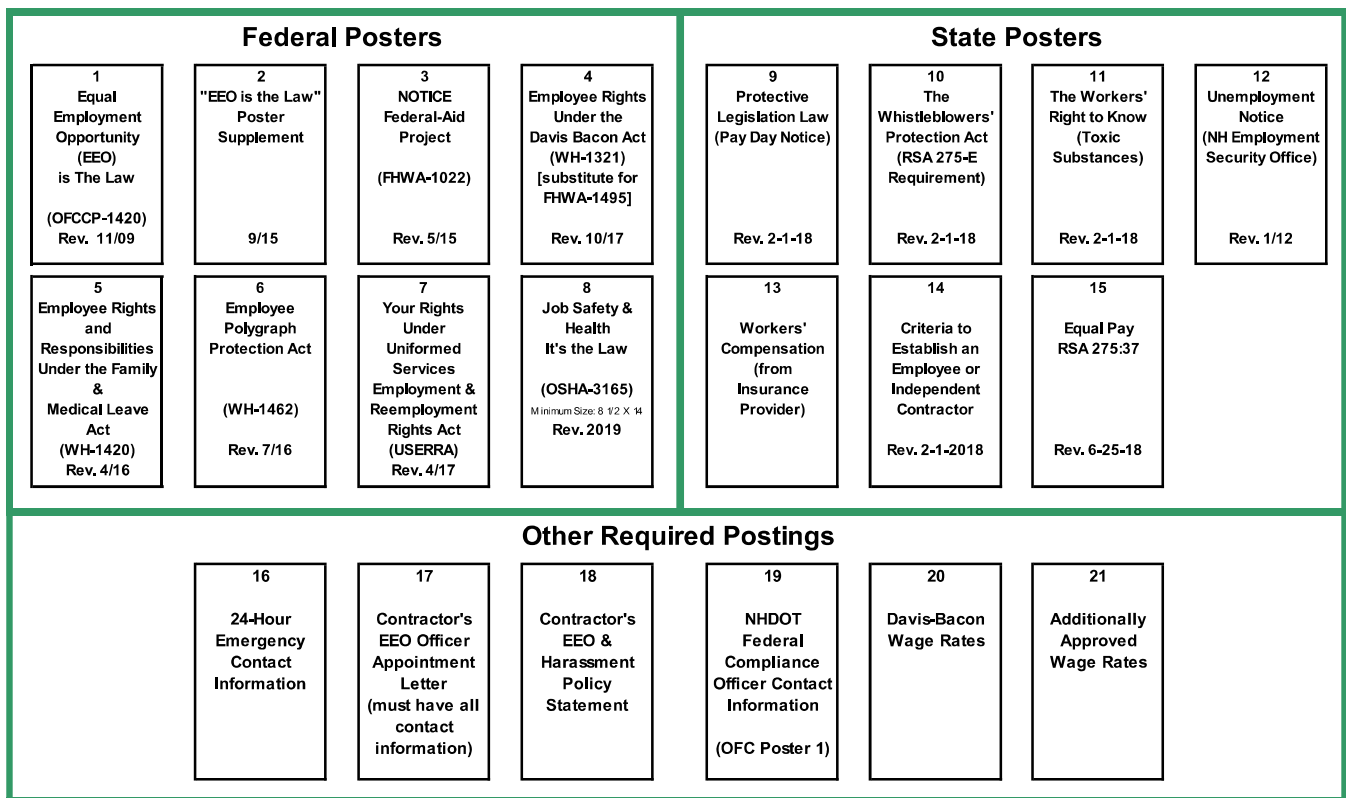 Federal Posters
1
Equal
Employment
Opportunity
(EEO)
is The Law
(OFCCP-1420)
Rev. 11/09
2
"EEO is the Law"
Poster
Supplement
9/15
3
NOTICE
Federal-Aid
Project
(FHWA-1022)
Rev. 5/15
4
Employee Rights
Under the
Davis Bacon Act
(WH-1321)
[substitute for
FHWA-1495]
Rev. 10/17
5
Employee Rights
and
Responsibilities
Under the Family
&
Medical Leave
Act
(WH-1420)
Rev. 4/16
6
Employee
Polygraph
Protection Act
(WH-1462)
Rev. 7/16
7
Your Rights
Under
Uniformed
Services
Employment &
Reemployment
Rights Act
(USERRA)
Rev. 4/17
8
Job Safety &
Health
It's the Law
(OSHA-3165)
Minimum Size: 8 1/2 X 14
Rev. 2019
State Posters
9
Protective
Legislation Law
(Pay Day Notice)
Rev. 2-1-18
10
The
Whistleblowers'
Protection Act
(RSA 275-E
Requirement)
Rev. 2-1-18
11
The Workers'
Right to Know
(Toxic
Substances)
Rev. 2-1-18
12
Unemployment
Notice
(NH Employment
Security Office)
Rev. 1/12
13
Workers'
Compensation
(from
Insurance
Provider)
14
Criteria to
Establish an
Employee or
Independent
Contractor
Rev. 2-1-2018
15
Equal Pay
RSA 275:37
Rev. 6-25-18
Other Required Postings
16
24-Hour
Emergency
Contact
Information
17
Contractor's
EEO Officer
Appointment
Letter
(must have all
contact
information)
18
Contractor's
EEO &
Harassment
Policy
Statement
19
NHDOT
Federal
Compliance
Officer Contact
Information
(OFC Poster 1)
20
Davis-Bacon
Wage Rates
21
Additionally
Approved
Wage Rates